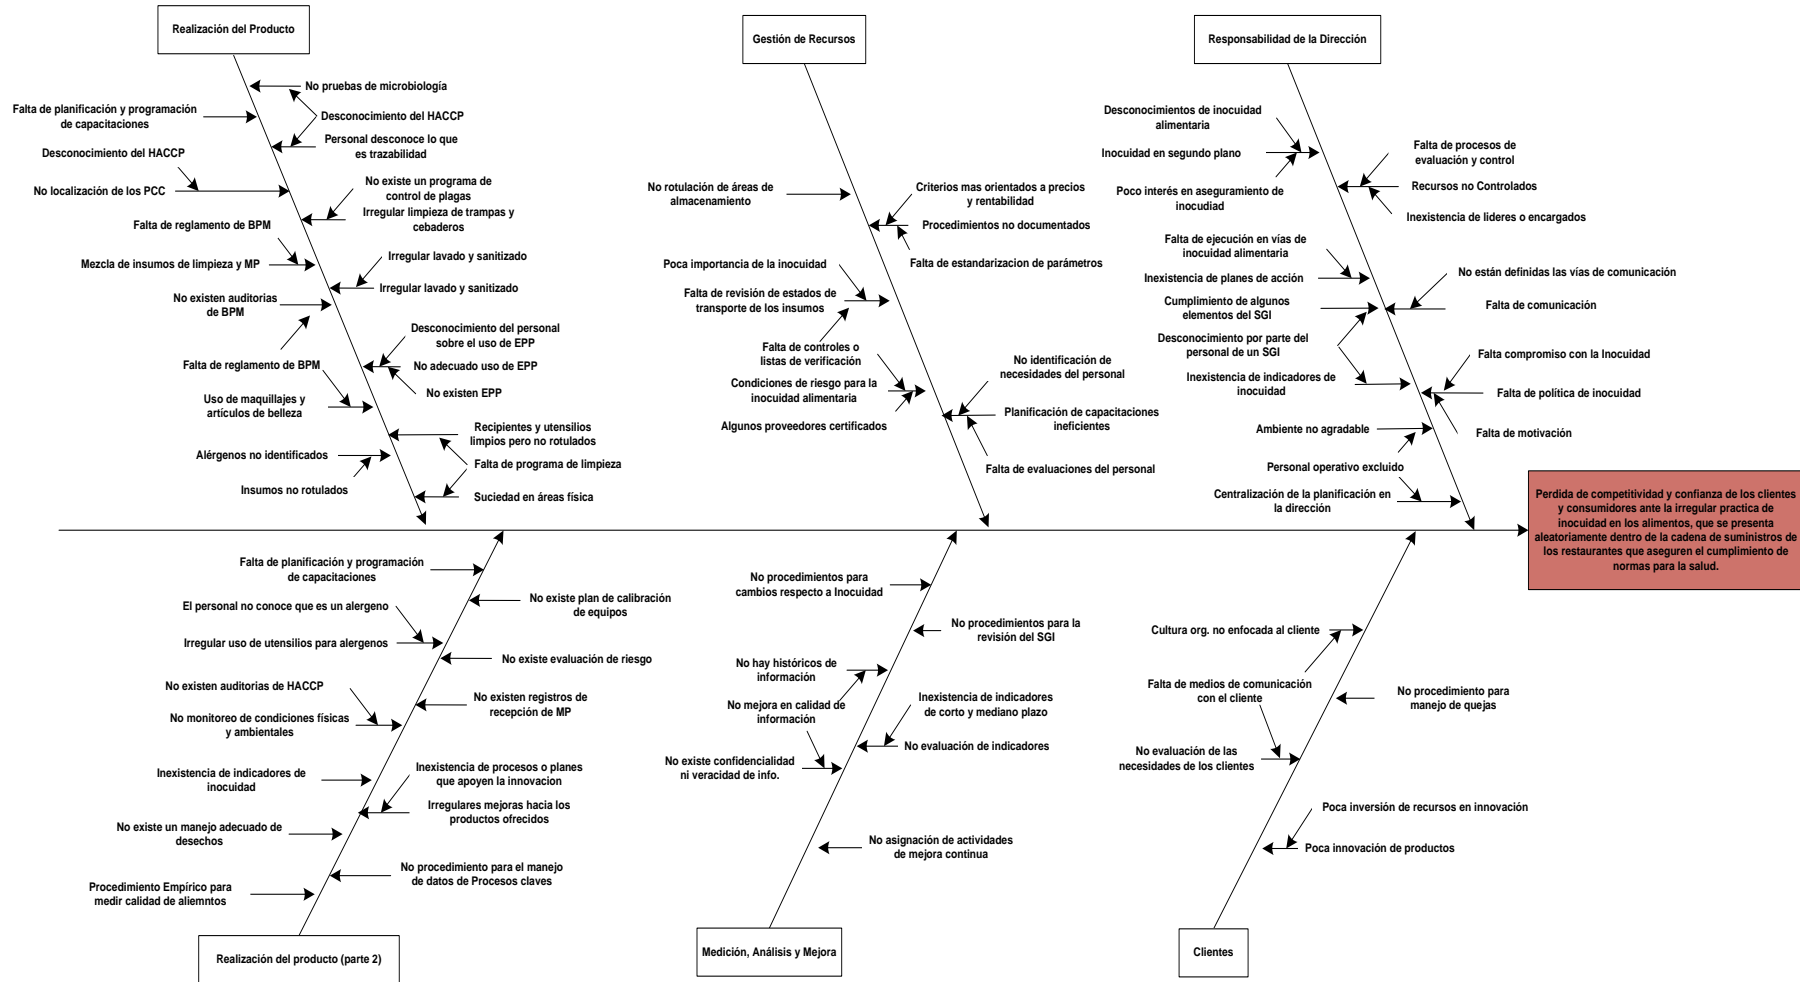 Realización del Producto
No pruebas de microbiología
Falta de planificación y programación
de capacitaciones
Desconocimiento del HACCP
Personal desconoce lo que
es trazabilidad
Desconocimiento del HACCP
No localización de los PCC
No existe un programa de
control de plagas
Irregular limpieza de trampas y
cebaderos
Falta de reglamento de BPM
Mezcla de insumos de limpieza y MP
Irregular lavado y sanitizado
Irregular lavado y sanitizado
No existen auditorias
de BPM
Desconocimiento del personal
sobre el uso de EPP
Falta de reglamento de BPM
No adecuado uso de EPP
No existen EPP
Uso de maquillajes y
artículos de belleza
Recipientes y utensilios
limpios pero no rotulados
Alérgenos no identificados
Falta de programa de limpieza
Insumos no rotulados
Suciedad en áreas física
Gestión de Recursos
No rotulación de áreas de
almacenamiento
Criterios mas orientados a precios
y rentabilidad
Procedimientos no documentados
Falta de estandarizacion de parámetros
Poca importancia de la inocuidad
Falta de revisión de estados de
transporte de los insumos
Falta de controles o
listas de verificación
No identificación de
necesidades del personal
Condiciones de riesgo para la
inocuidad alimentaria
Planificación de capacitaciones
ineficientes
Algunos proveedores certificados
Falta de evaluaciones del personal
Responsabilidad de la Dirección
Desconocimientos de inocuidad
alimentaria
Inocuidad en segundo plano
Falta de procesos de
evaluación y control
Recursos no Controlados
Poco interés en aseguramiento de
inocudiad
Inexistencia de lideres o encargados
Falta de ejecución en vías de
inocuidad alimentaria
Inexistencia de planes de acción
No están definidas las vías de comunicación
Cumplimiento de algunos
elementos del SGI
Falta de comunicación
Desconocimiento por parte del
personal de un SGI
Falta compromiso con la Inocuidad
Inexistencia de indicadores de
inocuidad
Falta de política de inocuidad
Ambiente no agradable
Falta de motivación
Personal operativo excluido
Centralización de la planificación en
la dirección
Perdida de competitividad y confianza de los clientes
y consumidores ante la irregular practica de
inocuidad en los alimentos, que se presenta
aleatoriamente dentro de la cadena de suministros de
los restaurantes que aseguren el cumplimiento de
normas para la salud.
Falta de planificación y programación
de capacitaciones
No existe plan de calibración
de equipos
El personal no conoce que es un alergeno
Irregular uso de utensilios para alergenos
No existe evaluación de riesgo
No existen auditorias de HACCP
No existen registros de
recepción de MP
No monitoreo de condiciones físicas
y ambientales
Inexistencia de indicadores de
inocuidad
Inexistencia de procesos o planes
que apoyen la innovacion
Irregulares mejoras hacia los
productos ofrecidos
No existe un manejo adecuado de
desechos
No procedimiento para el manejo
de datos de Procesos claves
Procedimiento Empírico para
medir calidad de aliemntos
Realización del producto (parte 2)
No procedimientos para
cambios respecto a Inocuidad
No procedimientos para la
revisión del SGI
No hay históricos de
información
No mejora en calidad de
información
Inexistencia de indicadores
de corto y mediano plazo
No evaluación de indicadores
No existe confidencialidad
ni veracidad de info.
No asignación de actividades
de mejora continua
Medición, Análisis y Mejora
Cultura org. no enfocada al cliente
Falta de medios de comunicación
con el cliente
No procedimiento para
manejo de quejas
No evaluación de las
necesidades de los clientes
Poca inversión de recursos en innovación
Poca innovación de productos
Clientes